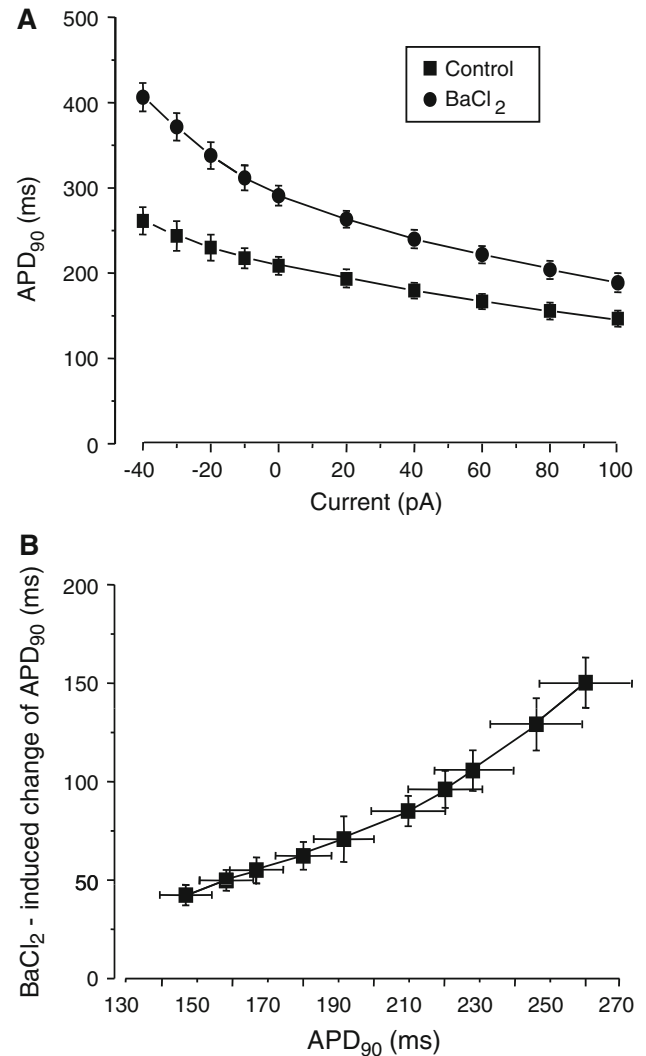 A
500
400
300
200
100
0
APD90 (ms)
Control
BaCl 2
-40 -20 0 20 40 60 80 100
Current (pA)
B
200
150
100
50
0
BaCl2 - induced change of APD90 (ms)
130 150 170 190 210 230 250 270
APD90 (ms)